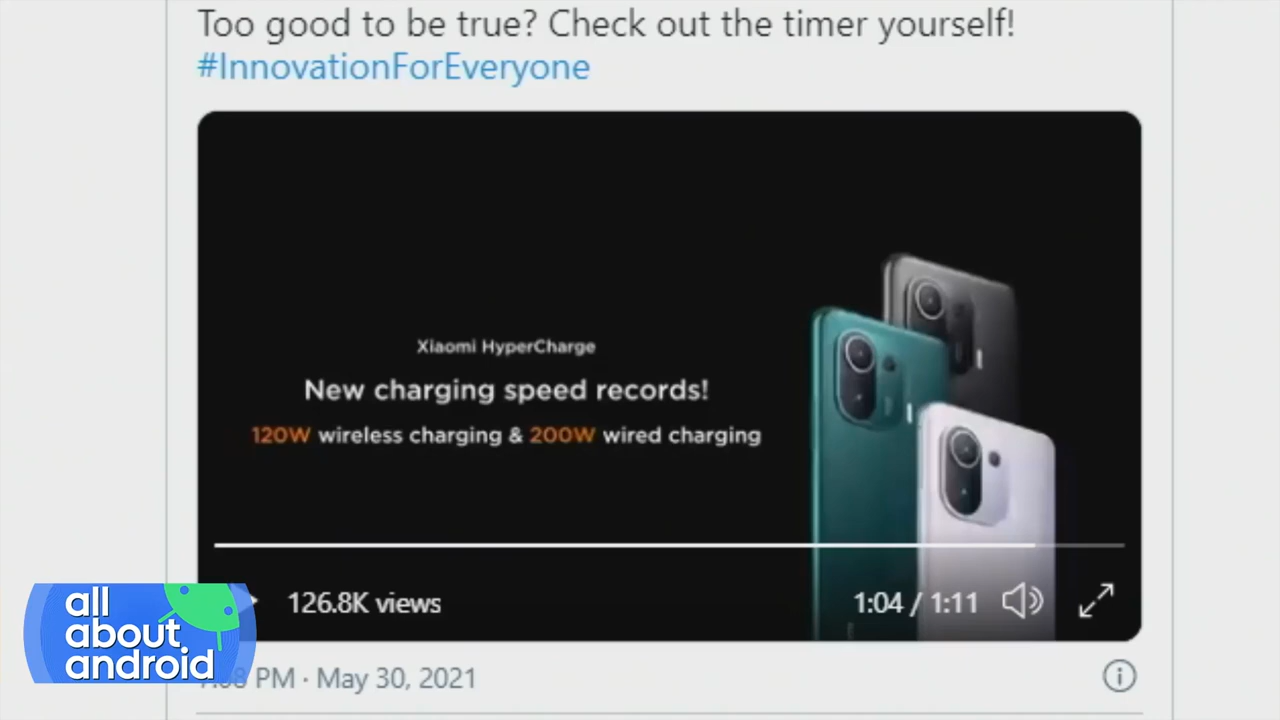 Too good to be true? Check out the timer yourself!
#InnovationForEveryone
Xiaomi HyperCharge
New charging speed records!
120W wireless charging & 200W wired charging
126.8K views
1:04 / 1:11
all
about
android
PM · May 30, 2021